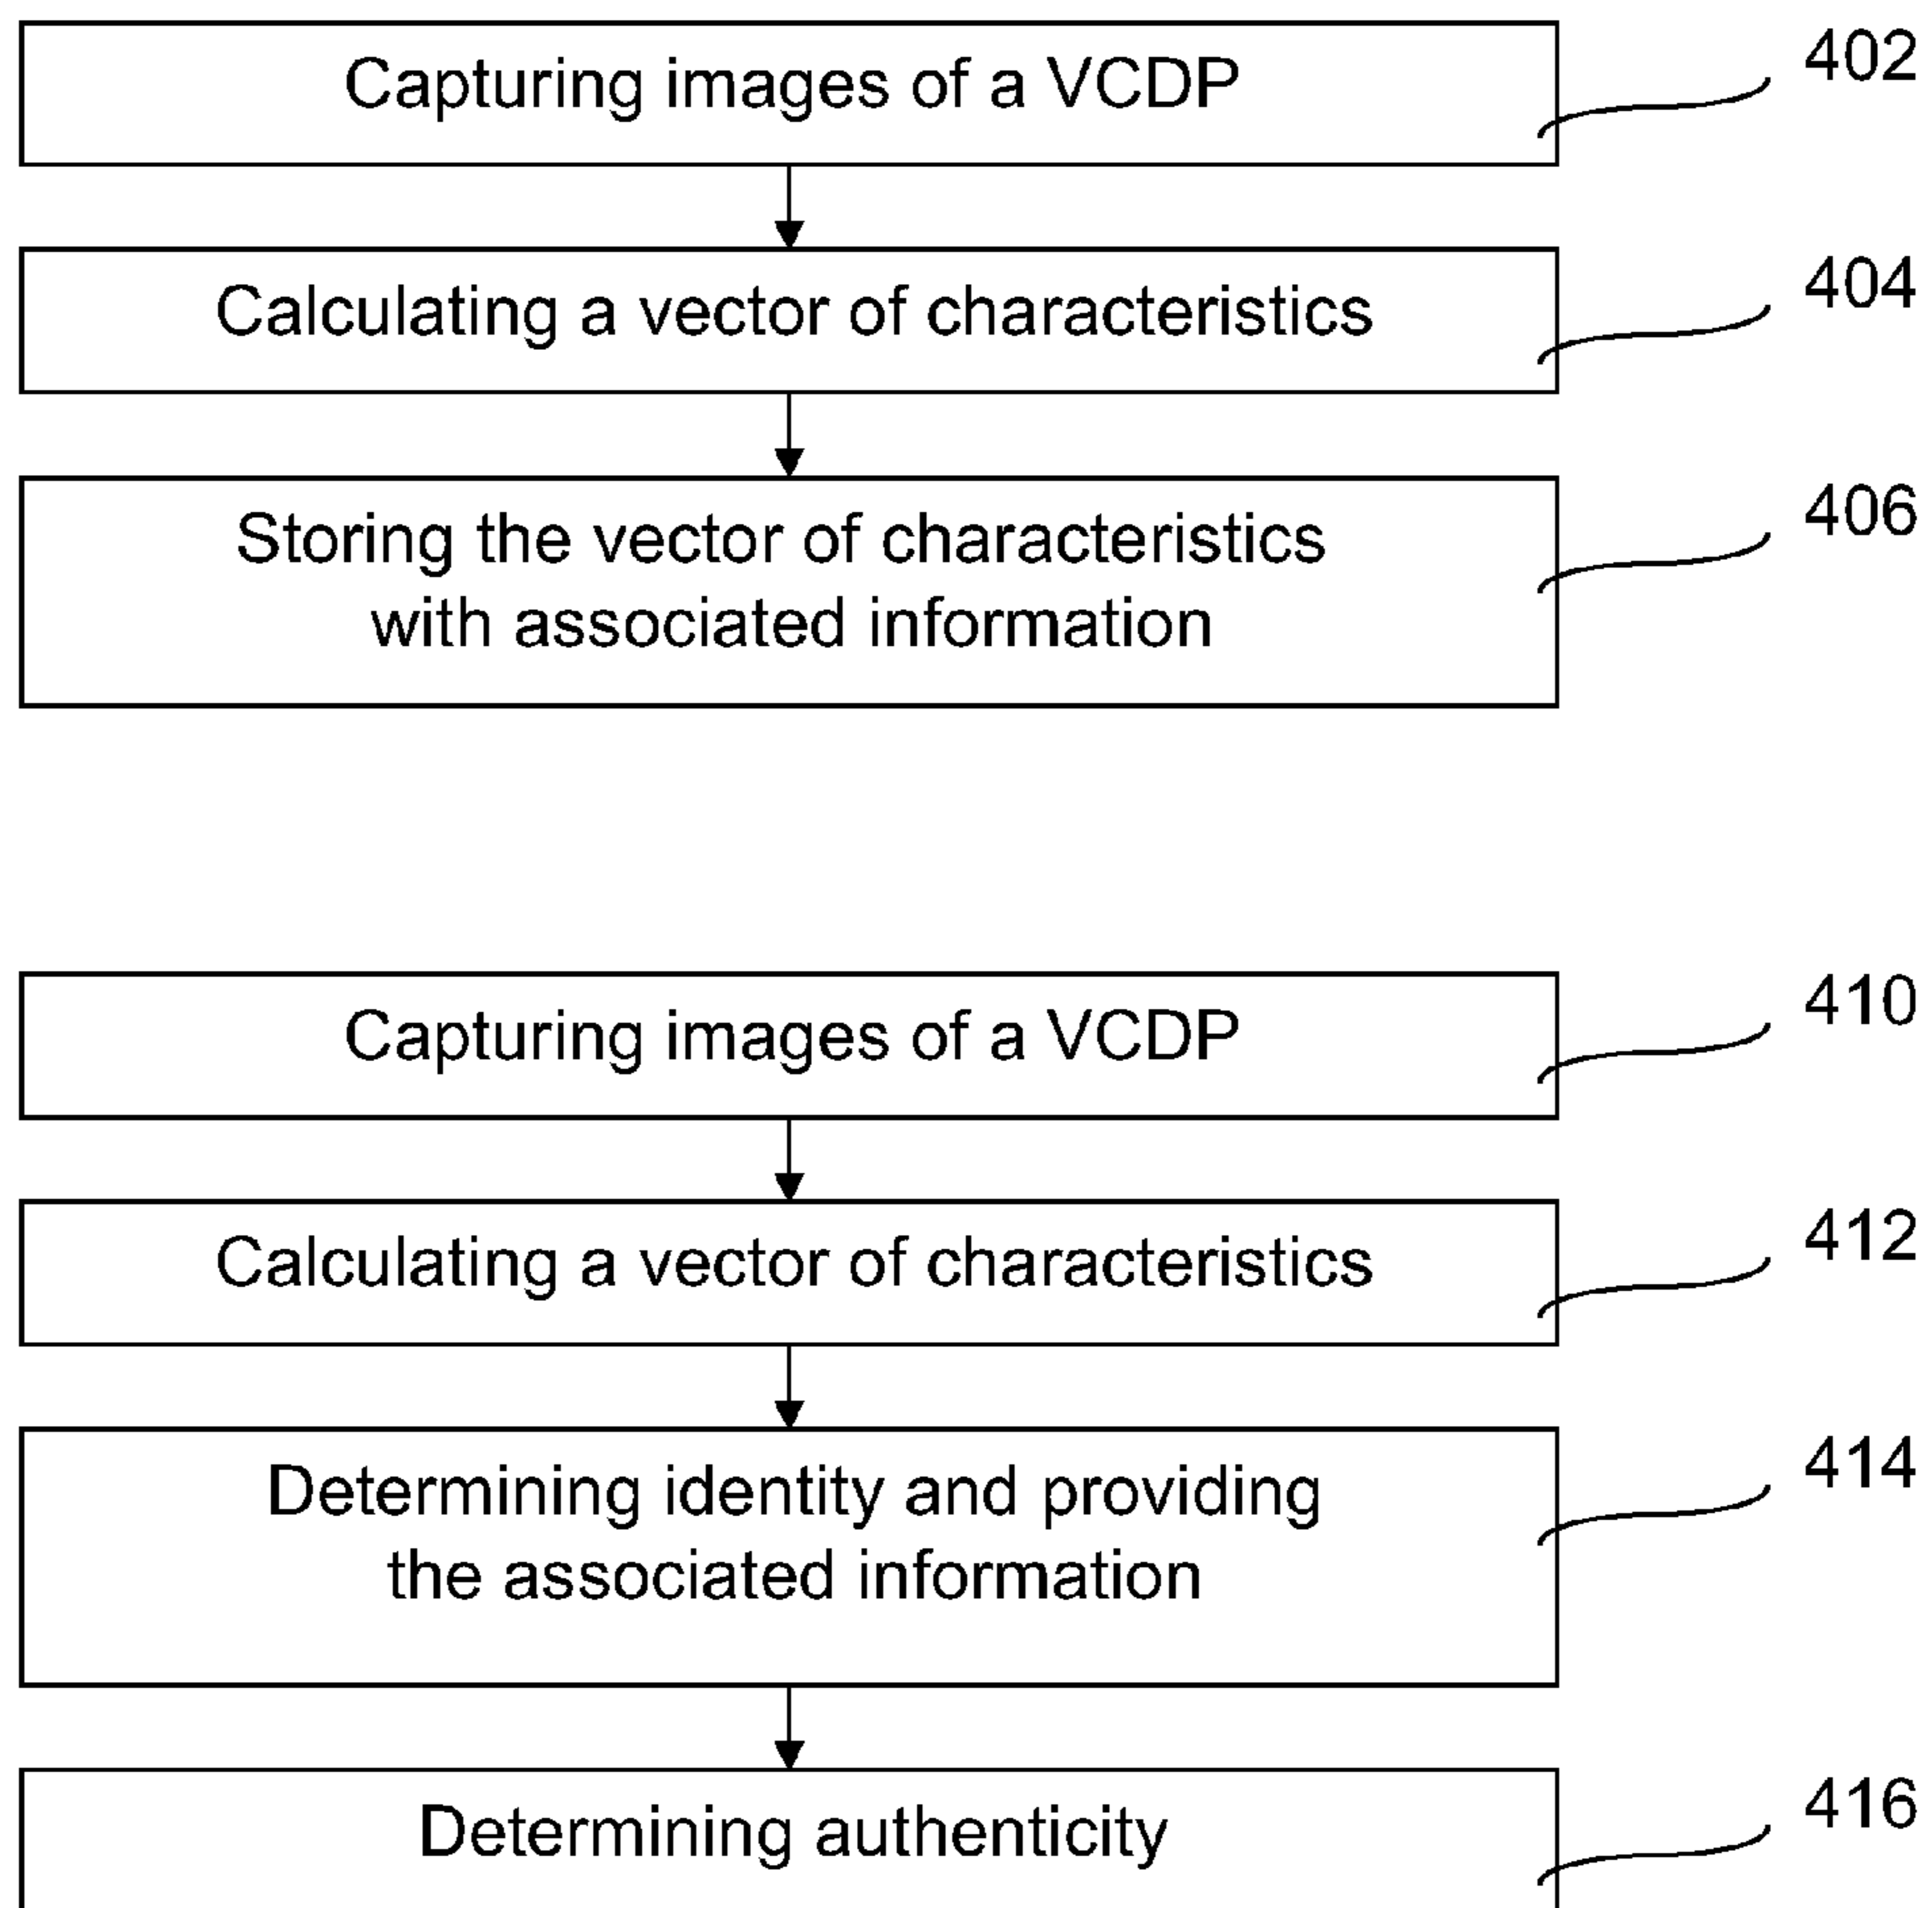 Capturing images of a VCDP
402
Calculating a vector of characteristics
404
Storing the vector of characteristics
with associated information
406
Capturing images of a VCDP
410
Calculating a vector of characteristics
412
Determining identity and providing
the associated information
414
Determining authenticity
416